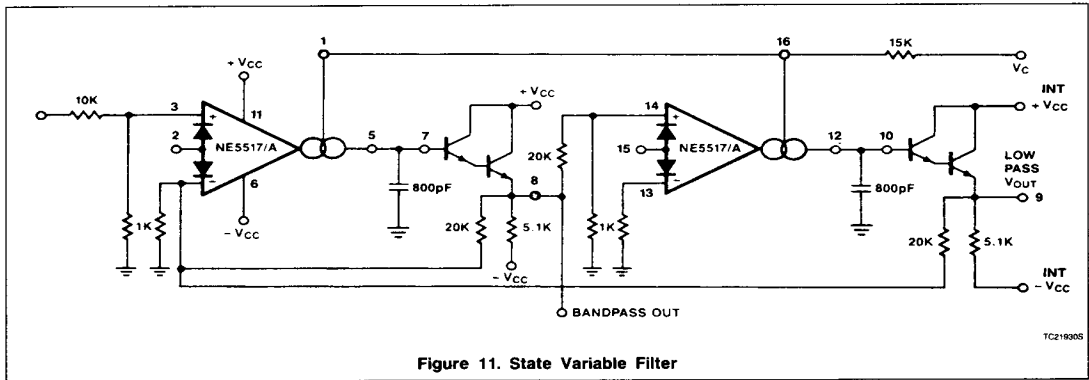 1
16
15K
VC
+ VCC
10K
3
11
+
2
NE5517/A
5
7
6
−
− VCC
1K
800pF
+ VCC
8
20K
5.1K
− VCC
20K
BANDPASS OUT
14
+
15
NE5517/A
13
−
1K
12
10
800pF
INT
+ VCC
LOW
PASS
VOUT
9
20K
5.1K
INT
− VCC
TC21930S
Figure 11. State Variable Filter